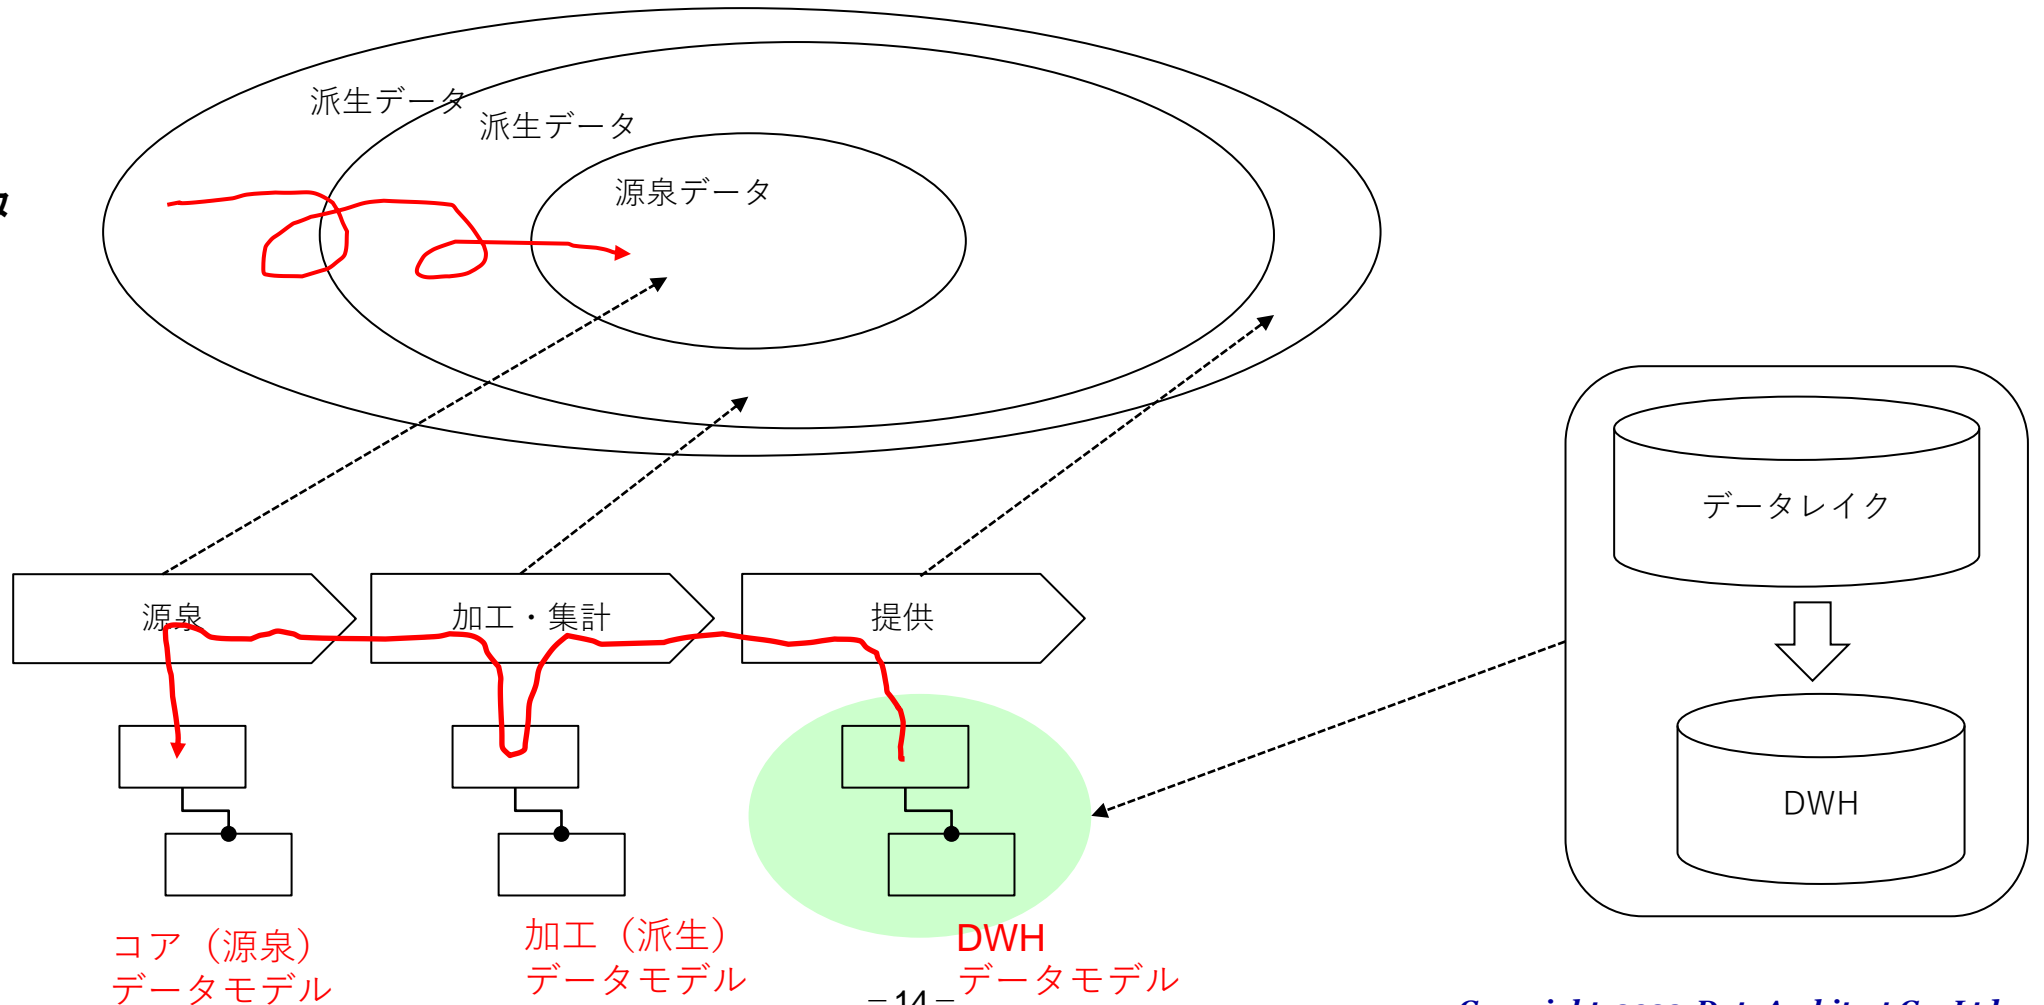 派生データ
派生データ
源泉データ
タ
データレイク
源泉
加工・集計
提供
DWH
コア（源泉）
データモデル
加工（派生）
データモデル
DWH
データモデル
－14－